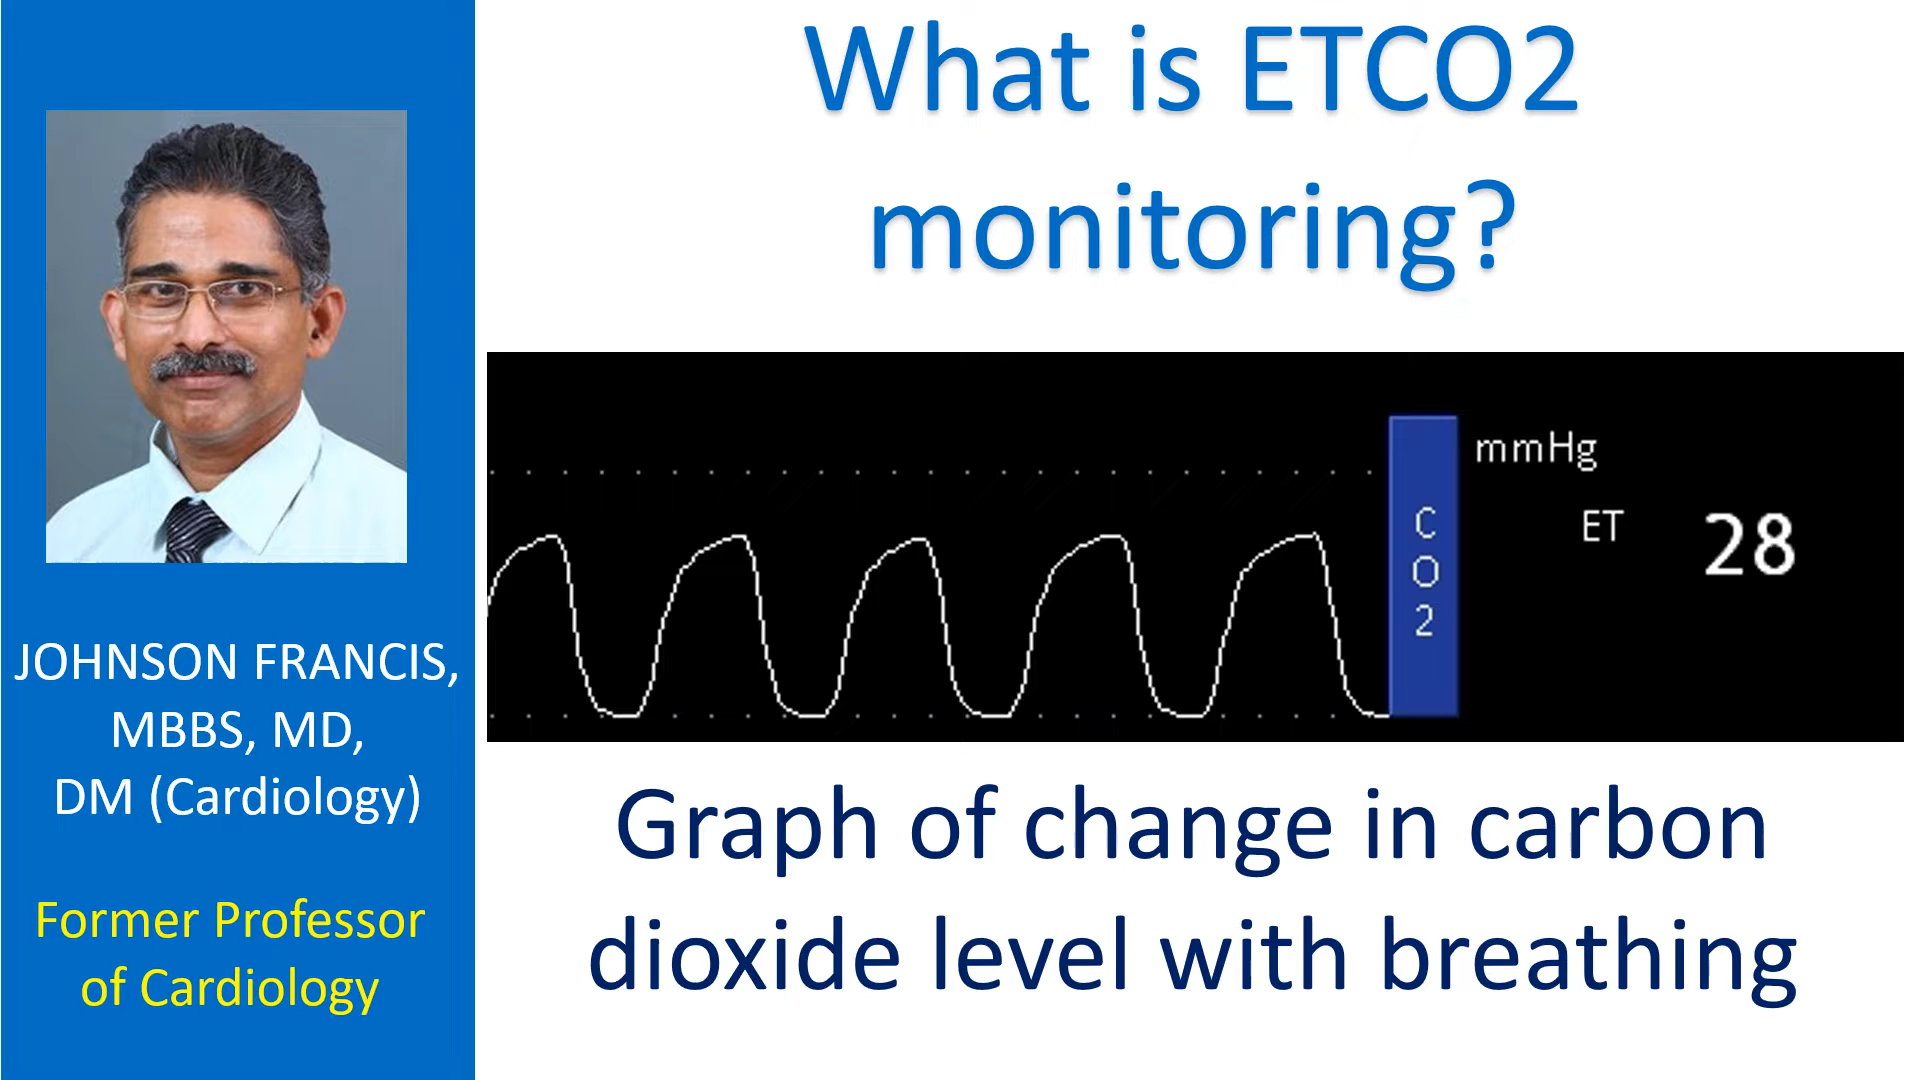 What is ETCO2
monitoring?
JOHNSON FRANCIS,
MBBS, MD,
DM (Cardiology)
Former Professor
of Cardiology
mmHg
ET 28
C
O
2
Graph of change in carbon
dioxide level with breathing